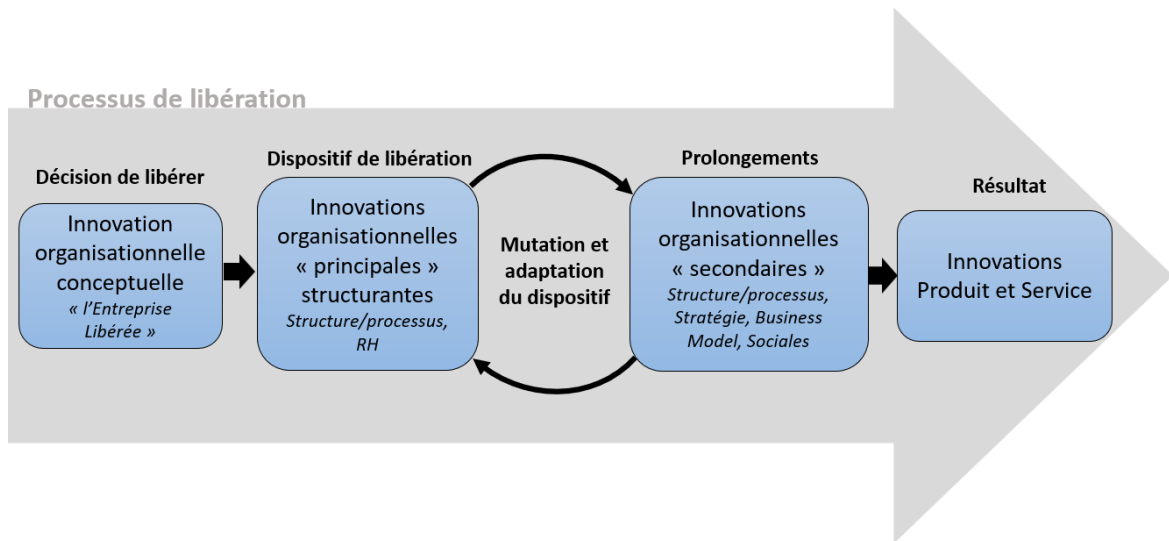 Processus de libération
Décision de libérer
Innovation
organisationnelle
conceptuelle
« l’Entreprise
Libérée »
Dispositif de libération
Innovations
organisationnelles
« principales »
structurantes
Structure/processus,
RH
Mutation et
adaptation
du dispositif
Prolongements
Innovations
organisationnelles
« secondaires »
Structure/processus,
Stratégie, Business
Model, Sociales
Résultat
Innovations
Produit et Service